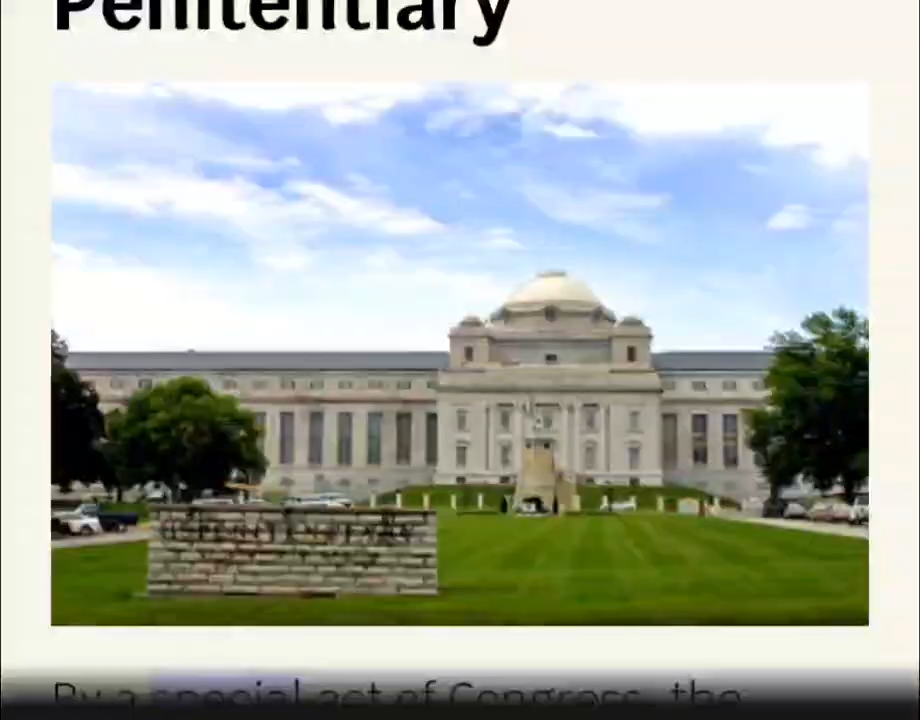 Penitentiary
By a special act of Congress, the